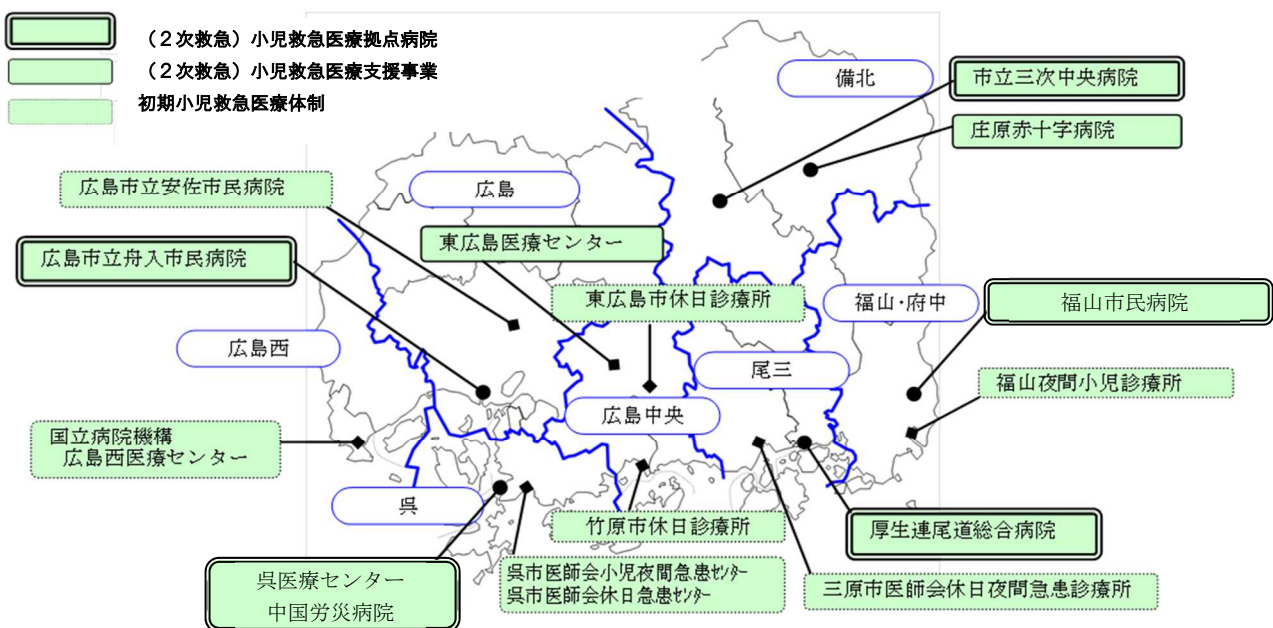 （２次救急）小児救急医療拠点病院
（２次救急）小児救急医療支援事業
初期小児救急医療体制
備北
市立三次中央病院
庄原赤十字病院
広島市立安佐市民病院
広島
東広島医療センター
広島市立舟入市民病院
東広島市休日診療所
福山・府中
福山市民病院
広島西
尾三
福山夜間小児診療所
広島中央
国立病院機構
広島西医療センター
呉
竹原市休日診療所
厚生連尾道総合病院
呉医療センター
中国労災病院
呉市医師会小児夜間急患ｾﾝﾀｰ
呉市医師会休日急患ｾﾝﾀｰ
三原市医師会休日夜間急患診療所